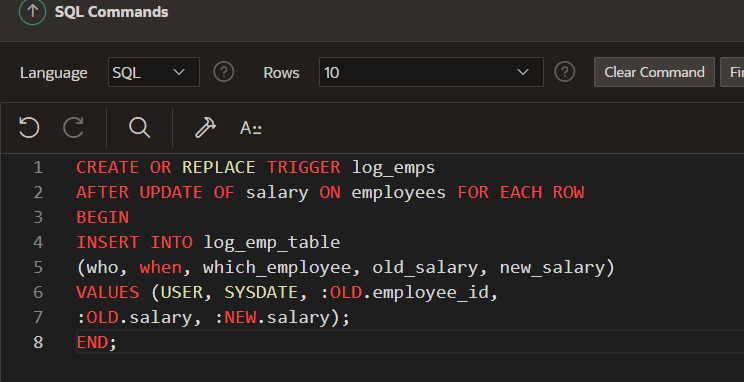 SQL Commands
Language SQL ? Rows 10 ? Clear Command Fi
A::
1 CREATE OR REPLACE TRIGGER log_emps
2 AFTER UPDATE OF salary ON employees FOR EACH ROW
3 BEGIN
4 INSERT INTO log_emp_table
5 (who, when, which_employee, old_salary, new_salary)
6 VALUES (USER, SYSDATE, :OLD.employee_id,
7 :OLD.salary, :NEW.salary);
8 END;